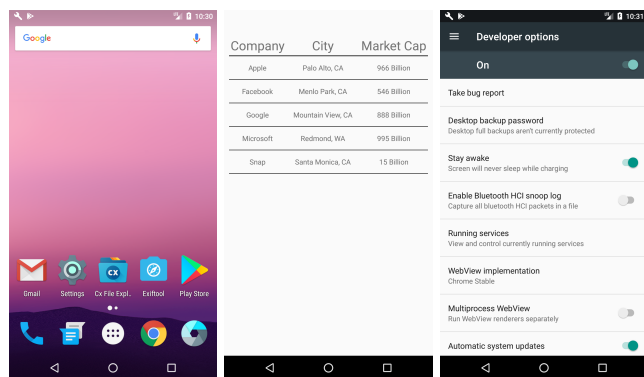 10:30
Google
Gmail
Settings
Cx File Expl..
Exiftool
Play Store
CX
Company City Market Cap
Apple Palo Alto, CA 966 Billion
Facebook Menlo Park, CA 546 Billion
Google Mountain View, CA 888 Billion
Microsoft Redmond, WA 995 Billion
Snap Santa Monica, CA 15 Billion
10:31
Developer options
On
Take bug report
Desktop backup password
Desktop full backups aren't currently protected
Stay awake
Screen will never sleep while charging
Enable Bluetooth HCI snoop log
Capture all bluetooth HCI packets in a file
Running services
View and control currently running services
WebView implementation
Chrome Stable
Multiprocess WebView
Run WebView renderers separately
Automatic system updates